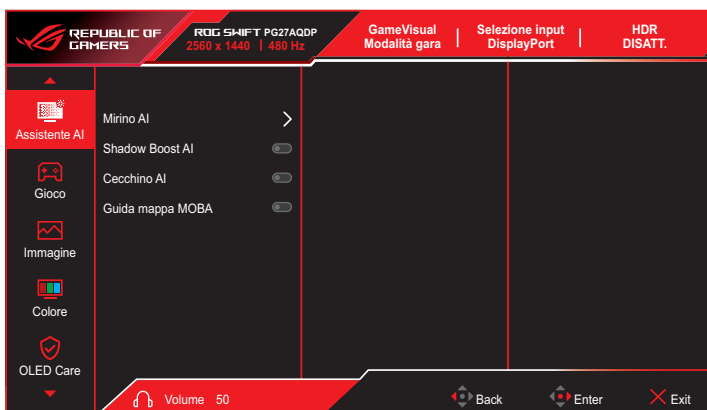 REPUBLIC OF
GAMERS
ROG SWIFT PG27AQDP
2560 x 1440 | 480 Hz
GameVisual
Modalità gara
Selezione input
DisplayPort
HDR
DISATT.
Assistente AI
Gioco
Immagine
Colore
OLED Care
Mirino AI
Shadow Boost AI
Cecchino AI
Guida mappa MOBA
Volume 50
Back
Enter
Exit